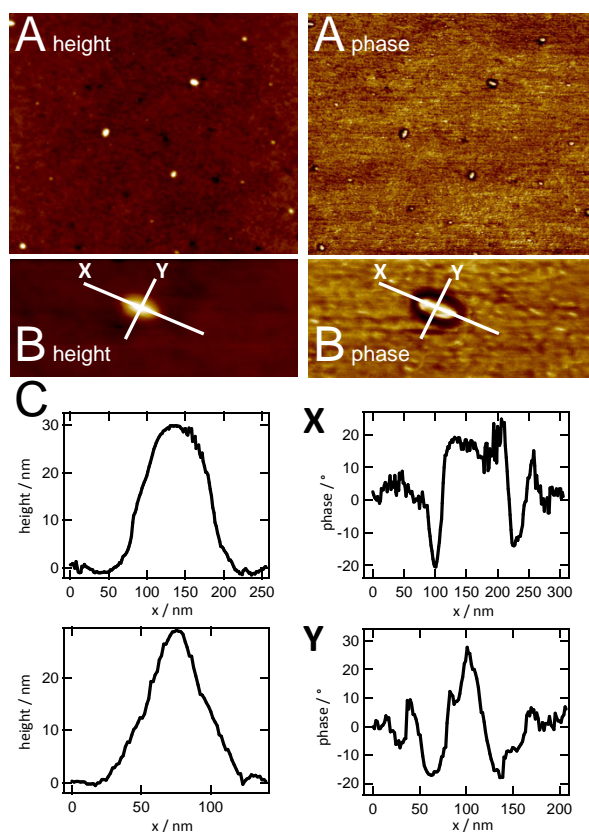 A height
A phase
X Y
X Y
B height
B phase
C
X
30
20
10
0
height / nm
0 50 100 150 200 250
x / nm
20
10
0
-10
-20
phase / °
0 50 100 150 200 250 300
x / nm
Y
20
10
0
height / nm
0 50 100
x / nm
30
20
10
0
-10
-20
phase / °
0 50 100 150 200
x / nm